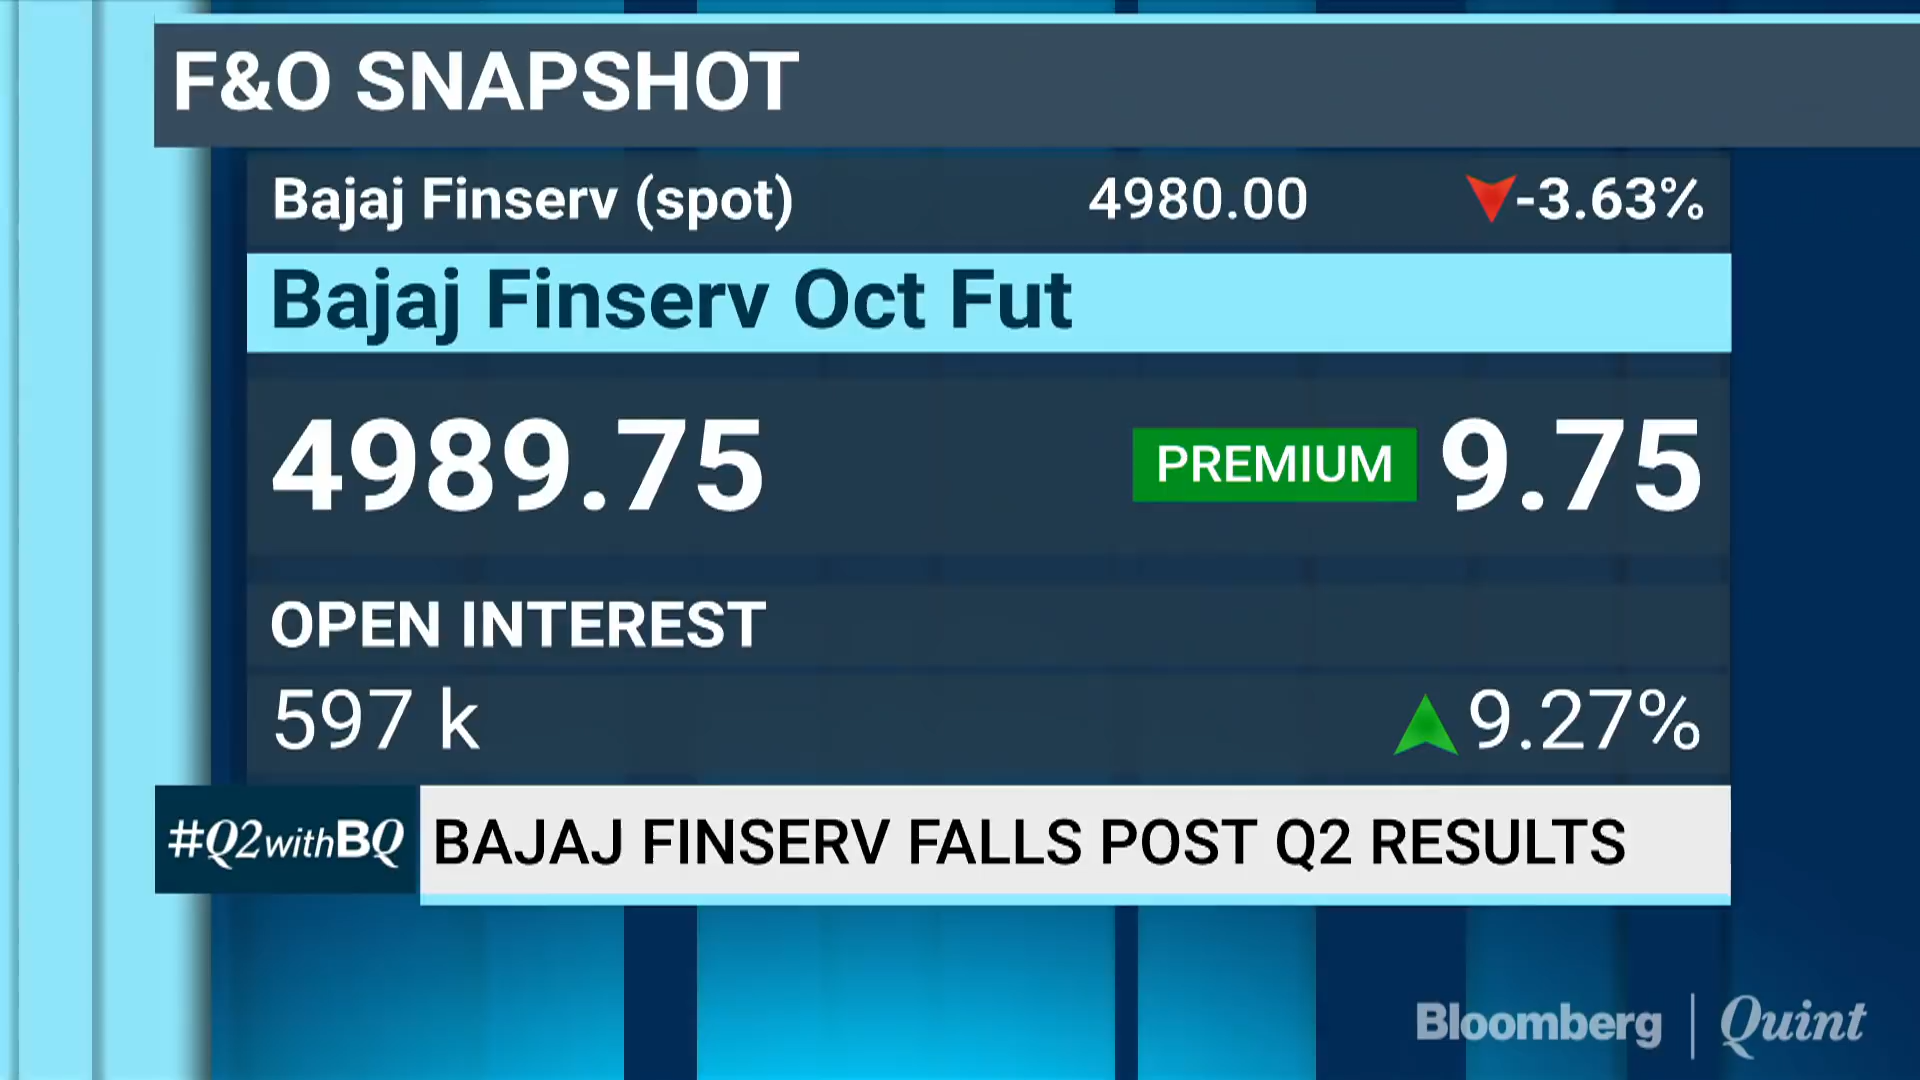 F&O SNAPSHOT
Bajaj Finserv (spot) 4980.00 -3.63%
Bajaj Finserv Oct Fut
4989.75 PREMIUM 9.75
OPEN INTEREST
597 k 9.27%
#Q2withBQ BAJAJ FINSERV FALLS POST Q2 RESULTS
Bloomberg | Quint